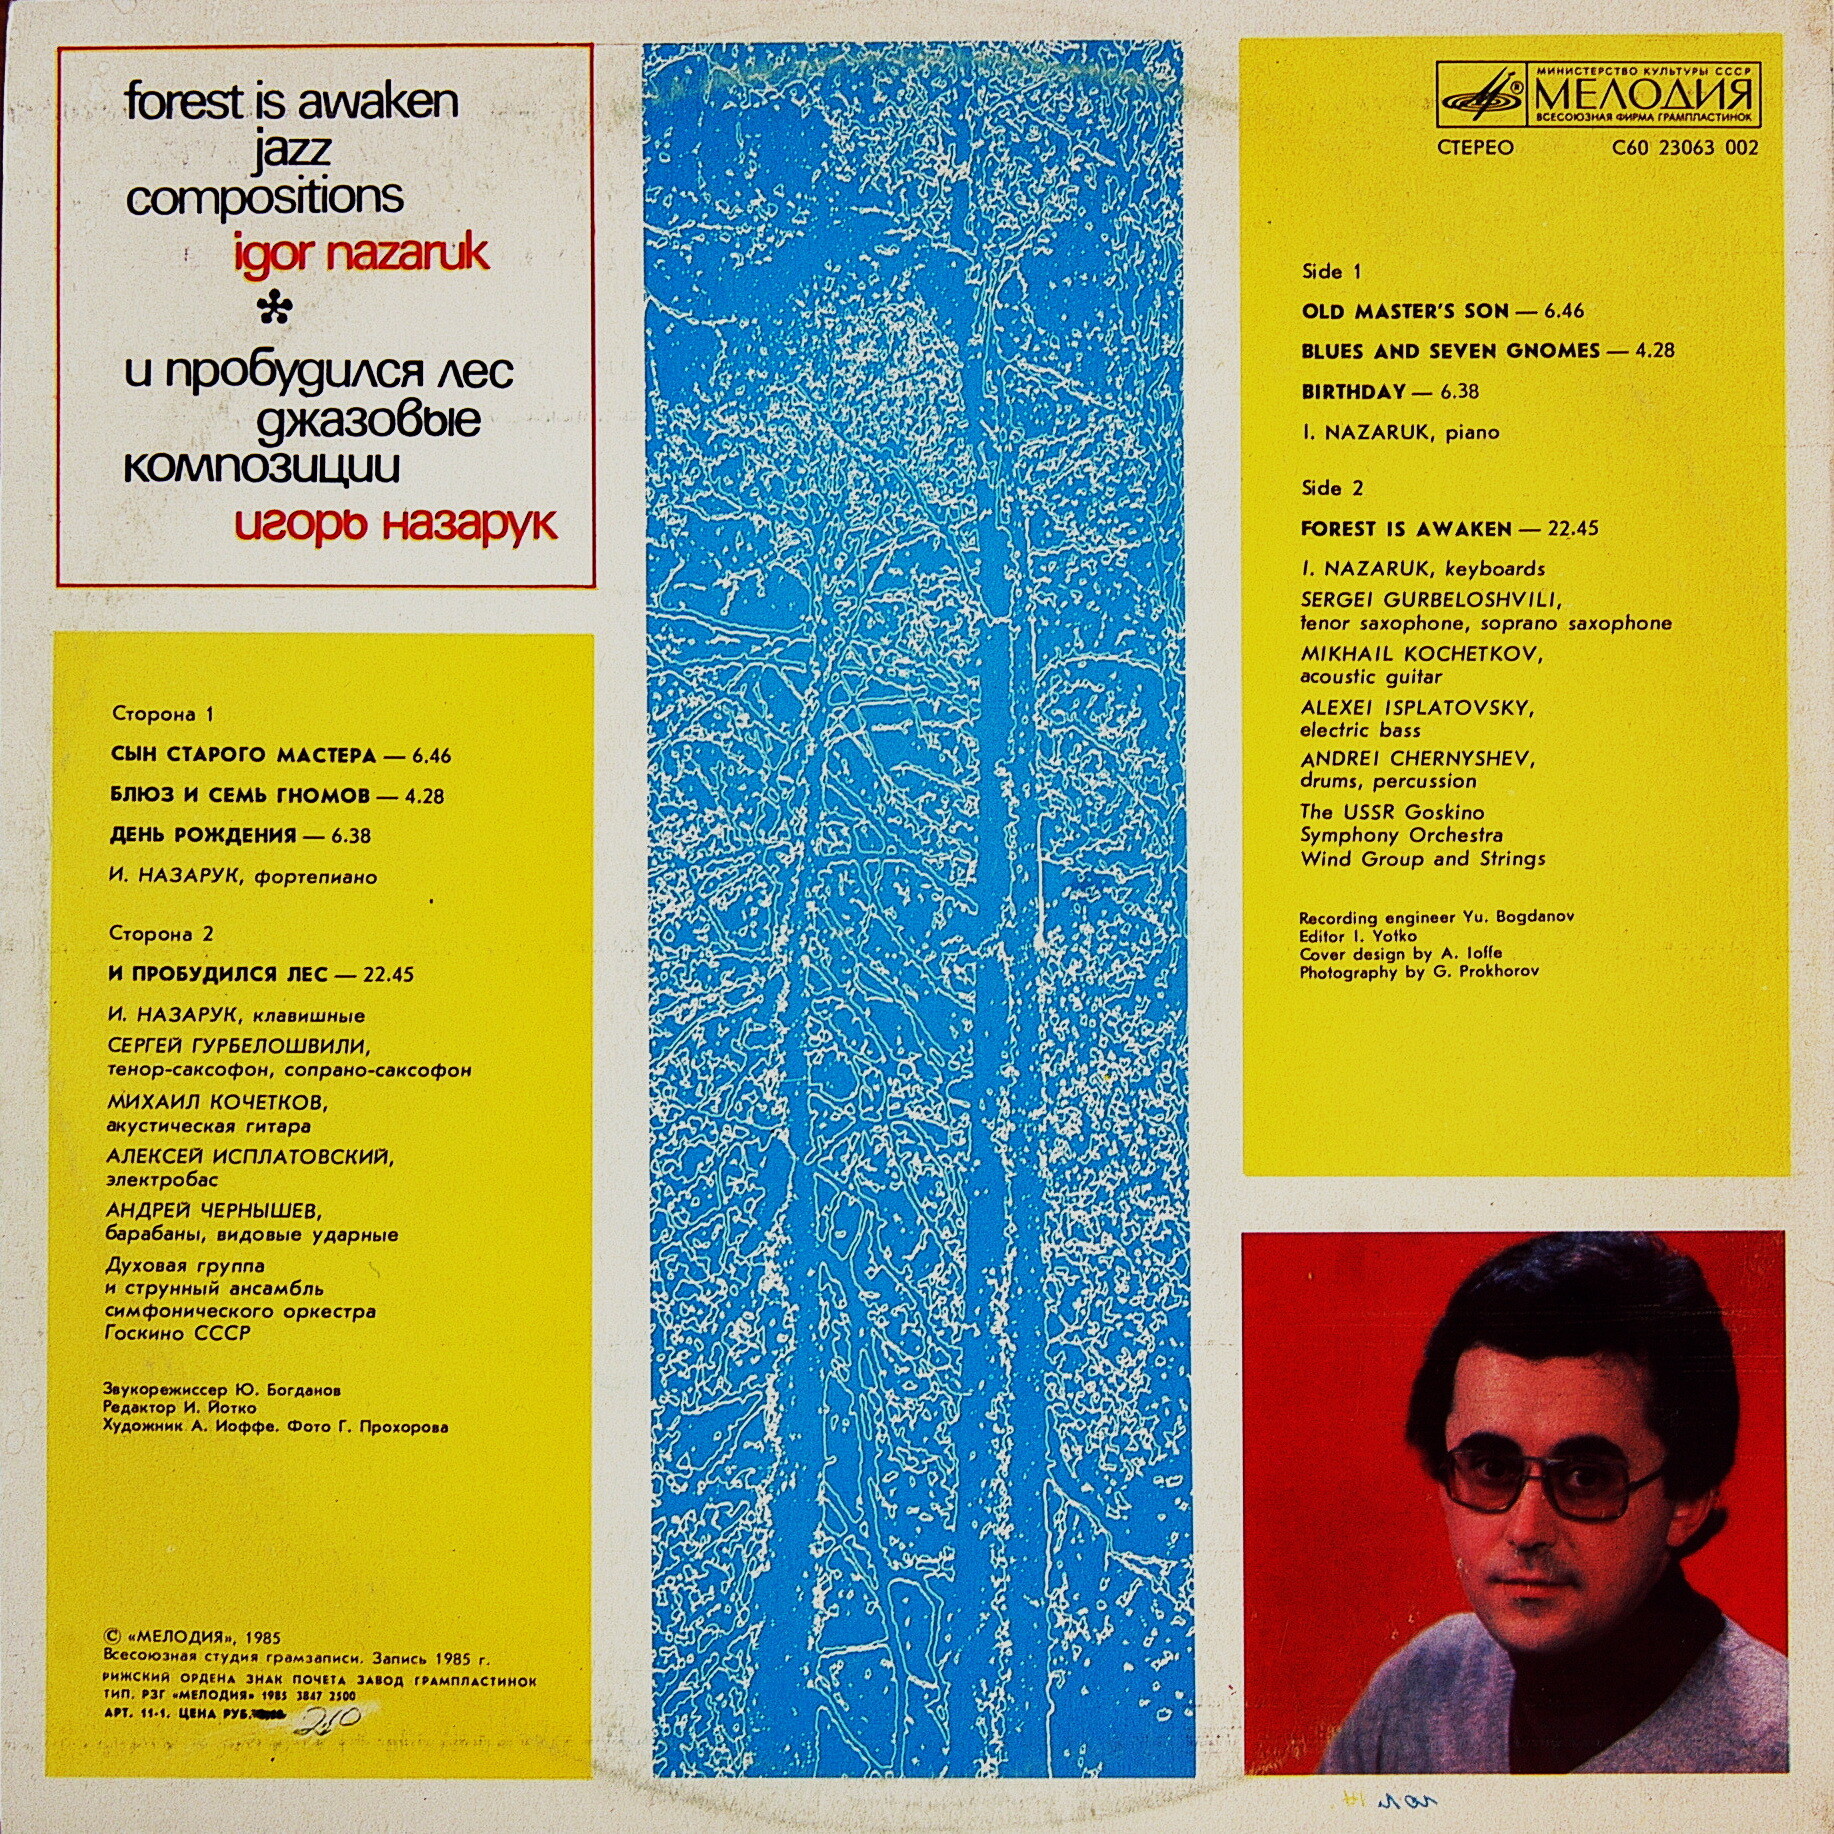 forest is awaken
jazz
compositions
igor nazaruk
и пробудился лес
джазовые
композиции
игорь назарук
Сторона 1
СЫН СТАРОГО МАСТЕРА — 6.46
БЛЮЗ И СЕМЬ ГНОМОВ — 4.28
ДЕНЬ РОЖДЕНИЯ — 6.38
И. НАЗАРУК, фортепиано
Сторона 2
И ПРОБУДИЛСЯ ЛЕС — 22.45
И. НАЗАРУК, клавишные
СЕРГЕЙ ГУРБЕЛОШВИЛИ,
тенор-саксофон, сопрано-саксофон
МИХАИЛ КОЧЕТКОВ,
акустическая гитара
АЛЕКСЕЙ ИСПЛАТОВСКИЙ,
электробас
АНДРЕЙ ЧЕРНЫШЕВ,
барабаны, видовые ударные
Духовая группа
и струнный ансамбль
симфонического оркестра
Госкино СССР
Звукорежиссер Ю. Богданов
Редактор И. Йотко
Художник А. Иоффе. Фото Г. Прохорова
© «МЕЛОДИЯ», 1985
Всесоюзная студия грамзаписи. Запись 1985 г.
РИЖСКИЙ ОРДЕНА ЗНАК ПОЧЕТА ЗАВОД ГРАМПЛАСТИНОК
ТИП. РЗГ «МЕЛОДИЯ» 1985 3847 2500
АРТ. 11-1. ЦЕНА РУБ. 2.10
МИНИСТЕРСТВО КУЛЬТУРЫ СССР
® МЕЛОДИЯ
ВСЕСОЮЗНАЯ ФИРМА ГРАМПЛАСТИНОК
СТЕРЕО С60 23063 002
Side 1
OLD MASTER'S SON — 6.46
BLUES AND SEVEN GNOMES — 4.28
BIRTHDAY — 6.38
I. NAZARUK, piano
Side 2
FOREST IS AWAKEN — 22.45
I. NAZARUK, keyboards
SERGEI GURBELOSHVILI,
tenor saxophone, soprano saxophone
MIKHAIL KOCHETKOV,
acoustic guitar
ALEXEI ISPLATOVSKY,
electric bass
ANDREI CHERNYSHEV,
drums, percussion
The USSR Goskino
Symphony Orchestra
Wind Group and Strings
Recording engineer Yu. Bogdanov
Editor I. Yotko
Cover design by A. Ioffe
Photography by G. Prokhorov